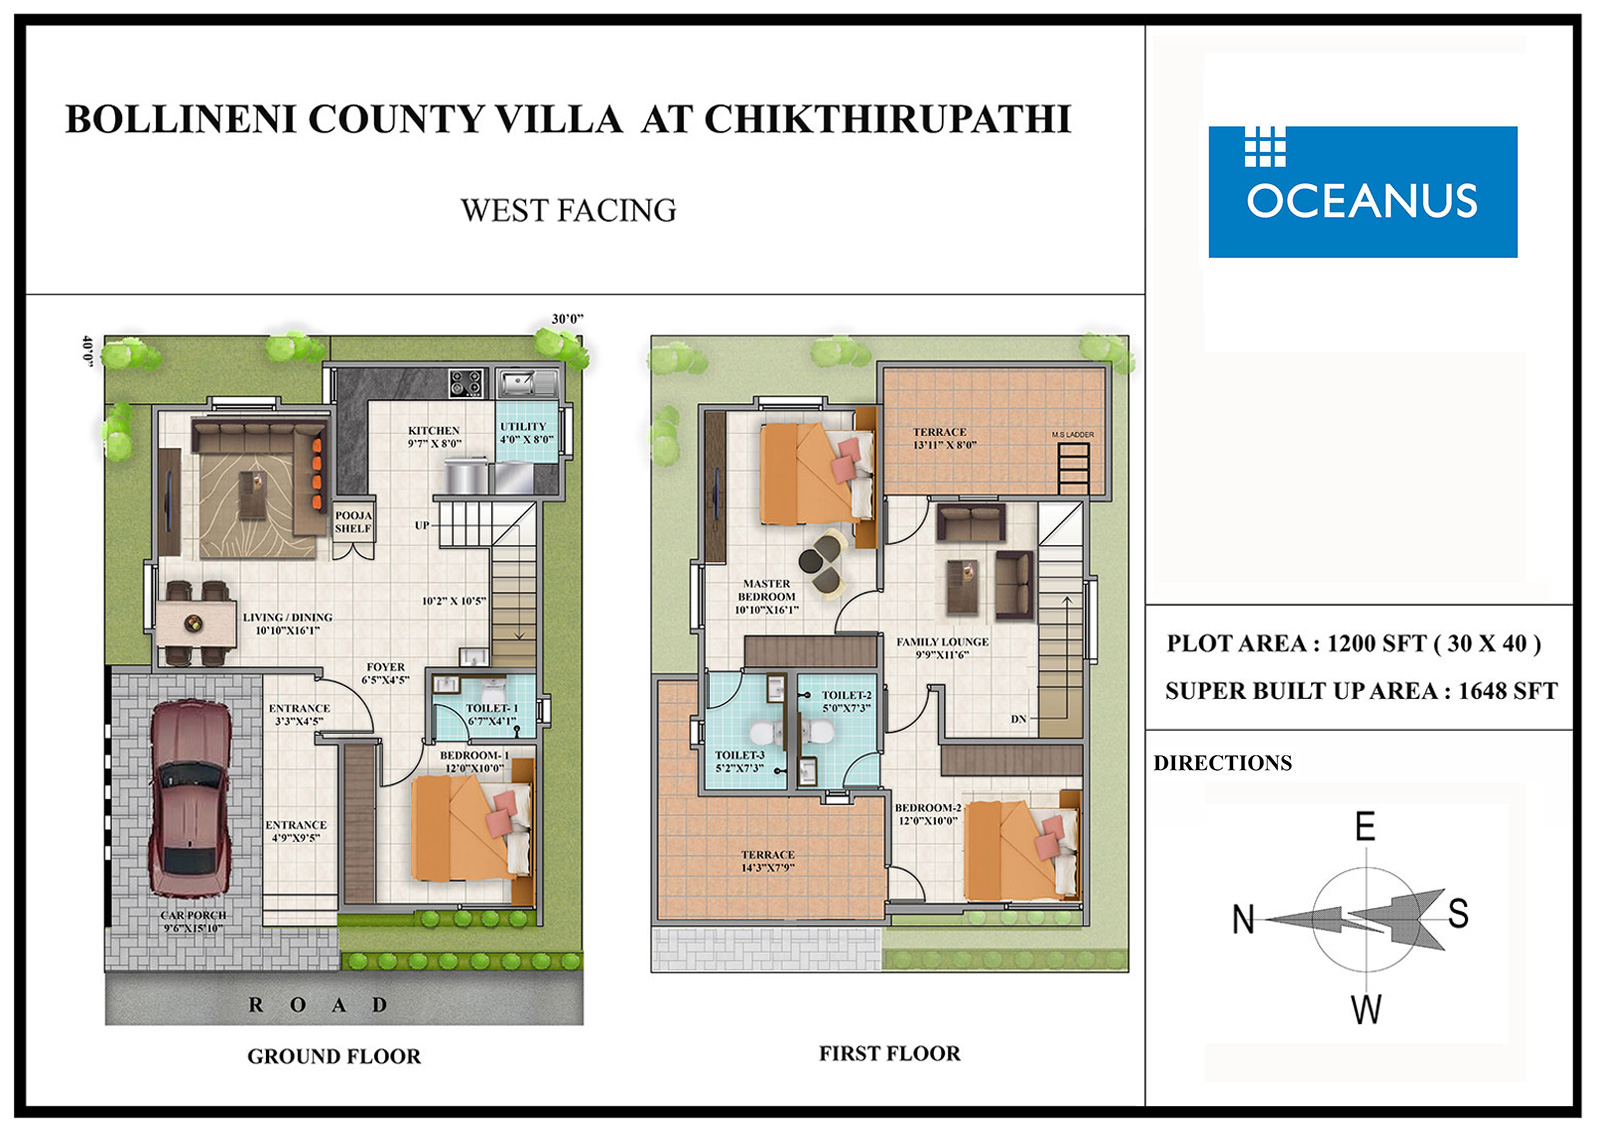 BOLLINENI COUNTY VILLA AT CHIKTHIRUPATHI
WEST FACING
OCEANUS
30'0"
40'0"
KITCHEN
9'7" X 8'0"
UTILITY
4'0" X 8'0"
POOJA
SHELF
UP
10'2" X 10'5"
LIVING / DINING
10'10"X16'1"
FOYER
6'5"X4'5"
ENTRANCE
3'3"X4'5"
TOILET- 1
6'7"X4'1"
BEDROOM- 1
12'0"X10'0"
ENTRANCE
4'9"X9'5"
CAR PORCH
9'6"X15'10"
ROAD
GROUND FLOOR
TERRACE
13'11" X 8'0"
M.S LADDER
MASTER
BEDROOM
10'10"X16'1"
FAMILY LOUNGE
9'9"X11'6"
TOILET-2
5'0"X7'3"
DN
TOILET-3
5'2"X7'3"
BEDROOM-2
12'0"X10'0"
TERRACE
14'3"X7'9"
FIRST FLOOR
PLOT AREA : 1200 SFT ( 30 X 40 )
SUPER BUILT UP AREA : 1648 SFT
DIRECTIONS
E
N
S
W